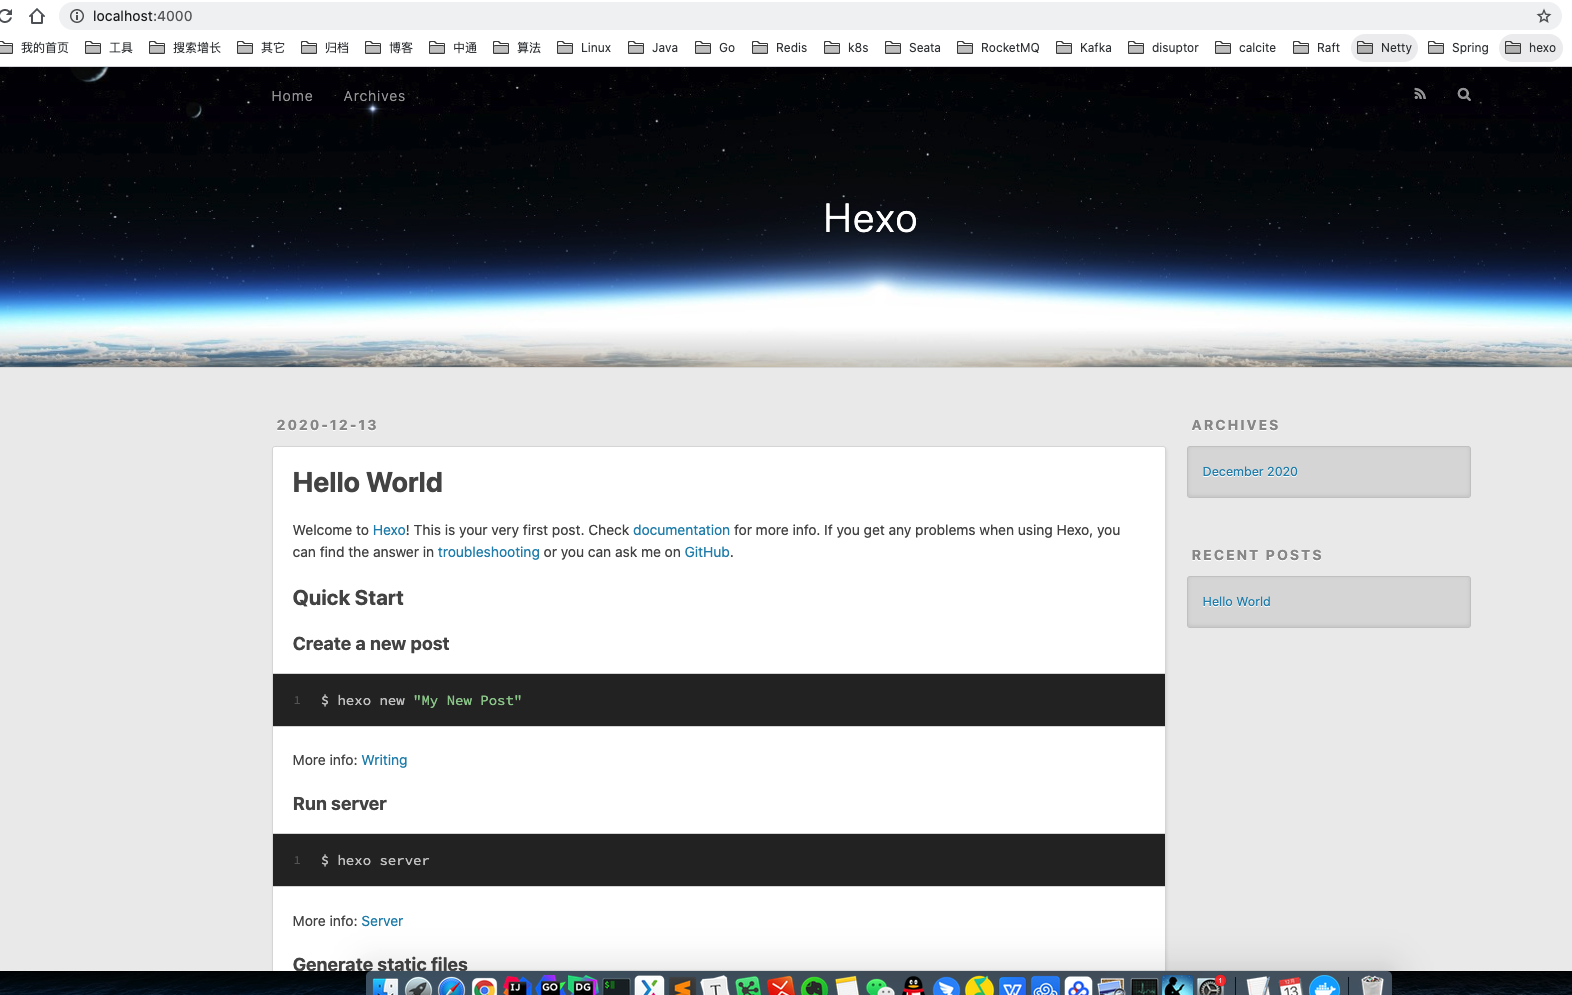 localhost:4000
我的首页 工具 搜索增长 其它 归档 博客 中通 算法 Linux Java Go Redis k8s Seata RocketMQ Kafka disuptor calcite Raft Netty Spring hexo
Home Archives
Hexo
2020-12-13
Hello World
Welcome to Hexo! This is your very first post. Check documentation for more info. If you get any problems when using Hexo, you
can find the answer in troubleshooting or you can ask me on GitHub.
Quick Start
Create a new post
1 $ hexo new "My New Post"
More info: Writing
Run server
1 $ hexo server
More info: Server
Generate static files
ARCHIVES
December 2020
RECENT POSTS
Hello World
IJ GO DG T 1 13